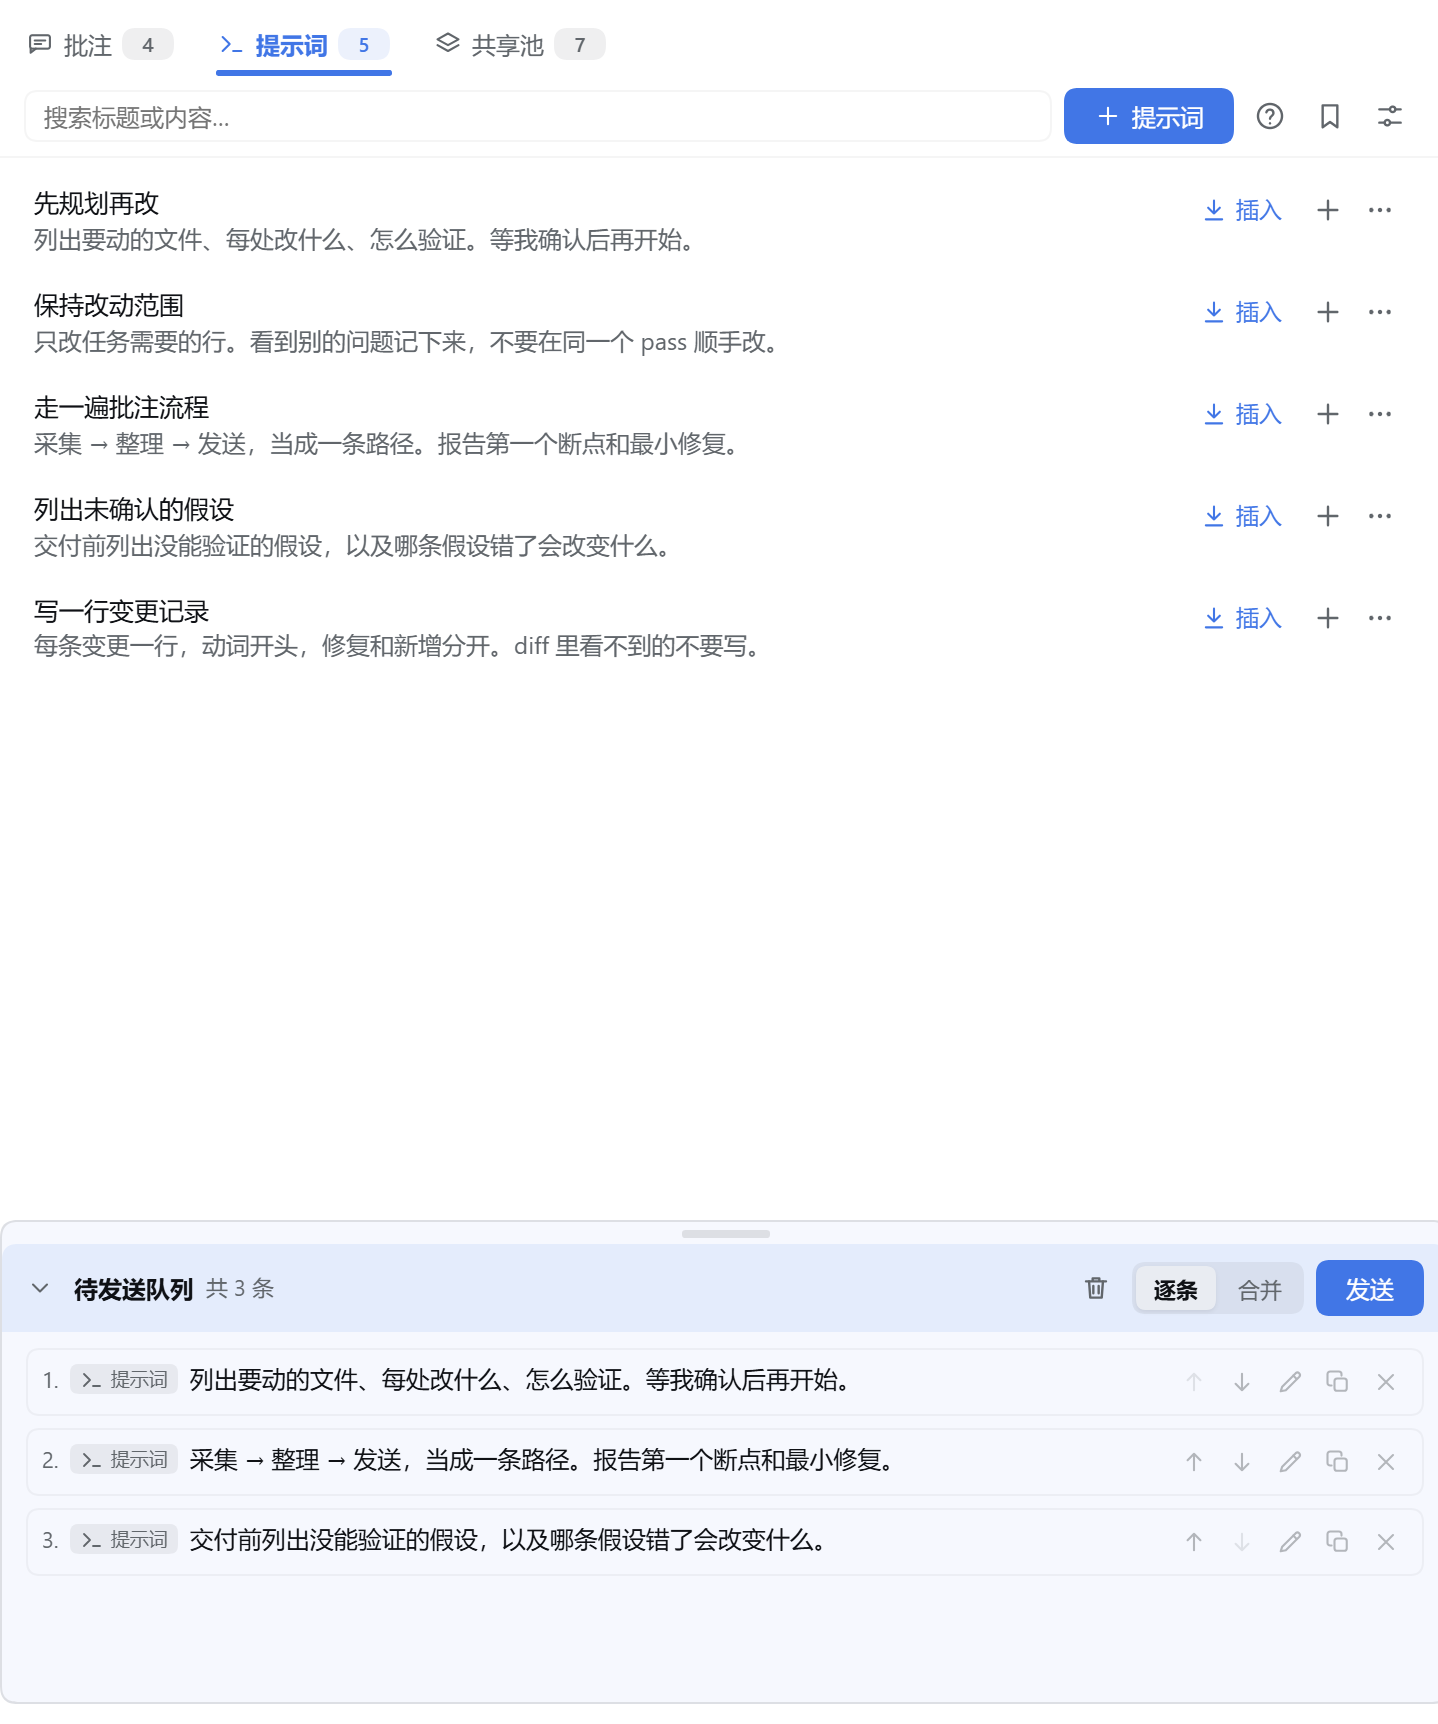 批注 4 提示词 5 共享池 7
搜索标题或内容...
提示词
先规划再改
列出要动的文件、每处改什么、怎么验证。等我确认后再开始。
插入
保持改动范围
只改任务需要的行。看到别的问题记下来，不要在同一个 pass 顺手改。
插入
走一遍批注流程
采集 → 整理 → 发送，当成一条路径。报告第一个断点和最小修复。
插入
列出未确认的假设
交付前列出没能验证的假设，以及哪条假设错了会改变什么。
插入
写一行变更记录
每条变更一行，动词开头，修复和新增分开。diff 里看不到的不要写。
插入
待发送队列 共 3 条 逐条 合并 发送
1. 提示词 列出要动的文件、每处改什么、怎么验证。等我确认后再开始。
2. 提示词 采集 → 整理 → 发送，当成一条路径。报告第一个断点和最小修复。
3. 提示词 交付前列出没能验证的假设，以及哪条假设错了会改变什么。